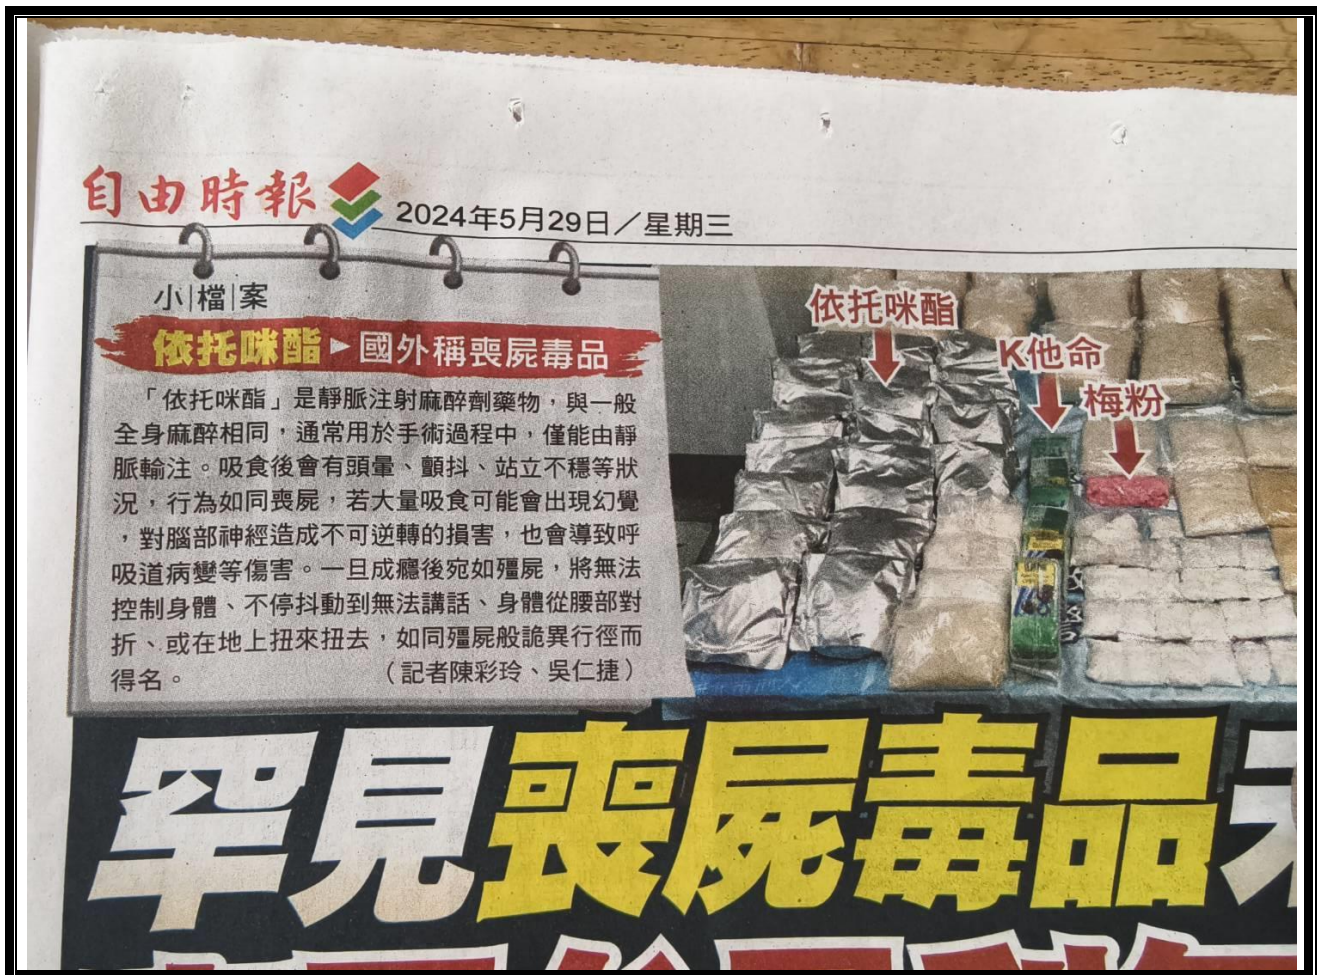 自由時報
2024年5月29日／星期三
小|檔|案
依托咪酯▶國外稱喪屍毒品
「依托咪酯」是靜脈注射麻醉劑藥物，與一般
全身麻醉相同，通常用於手術過程中，僅能由靜
脈輸注。吸食後會有頭暈、顫抖、站立不穩等狀
況，行為如同喪屍，若大量吸食可能會出現幻覺
，對腦部神經造成不可逆轉的損害，也會導致呼
吸道病變等傷害。一旦成癮後宛如殭屍，將無法
控制身體、不停抖動到無法講話、身體從腰部對
折、或在地上扭來扭去，如同殭屍般詭異行徑而
得名。　（記者陳彩玲、吳仁捷）
依托咪酯
K他命
梅粉
罕見喪屍毒品